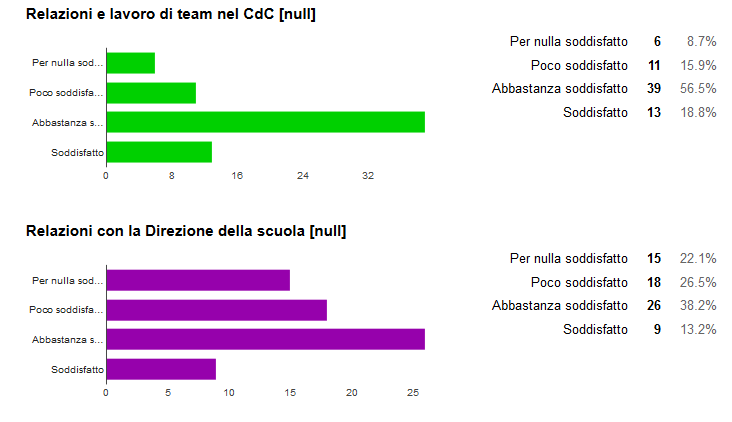 Relazioni e lavoro di team nel CdC [null]
Per nulla sod...
Poco soddisfa...
Abbastanza s...
Soddisfatto
0 8 16 24 32
Per nulla soddisfatto 6 8.7%
Poco soddisfatto 11 15.9%
Abbastanza soddisfatto 39 56.5%
Soddisfatto 13 18.8%
Relazioni con la Direzione della scuola [null]
Per nulla sod...
Poco soddisfa...
Abbastanza s...
Soddisfatto
0 5 10 15 20 25
Per nulla soddisfatto 15 22.1%
Poco soddisfatto 18 26.5%
Abbastanza soddisfatto 26 38.2%
Soddisfatto 9 13.2%